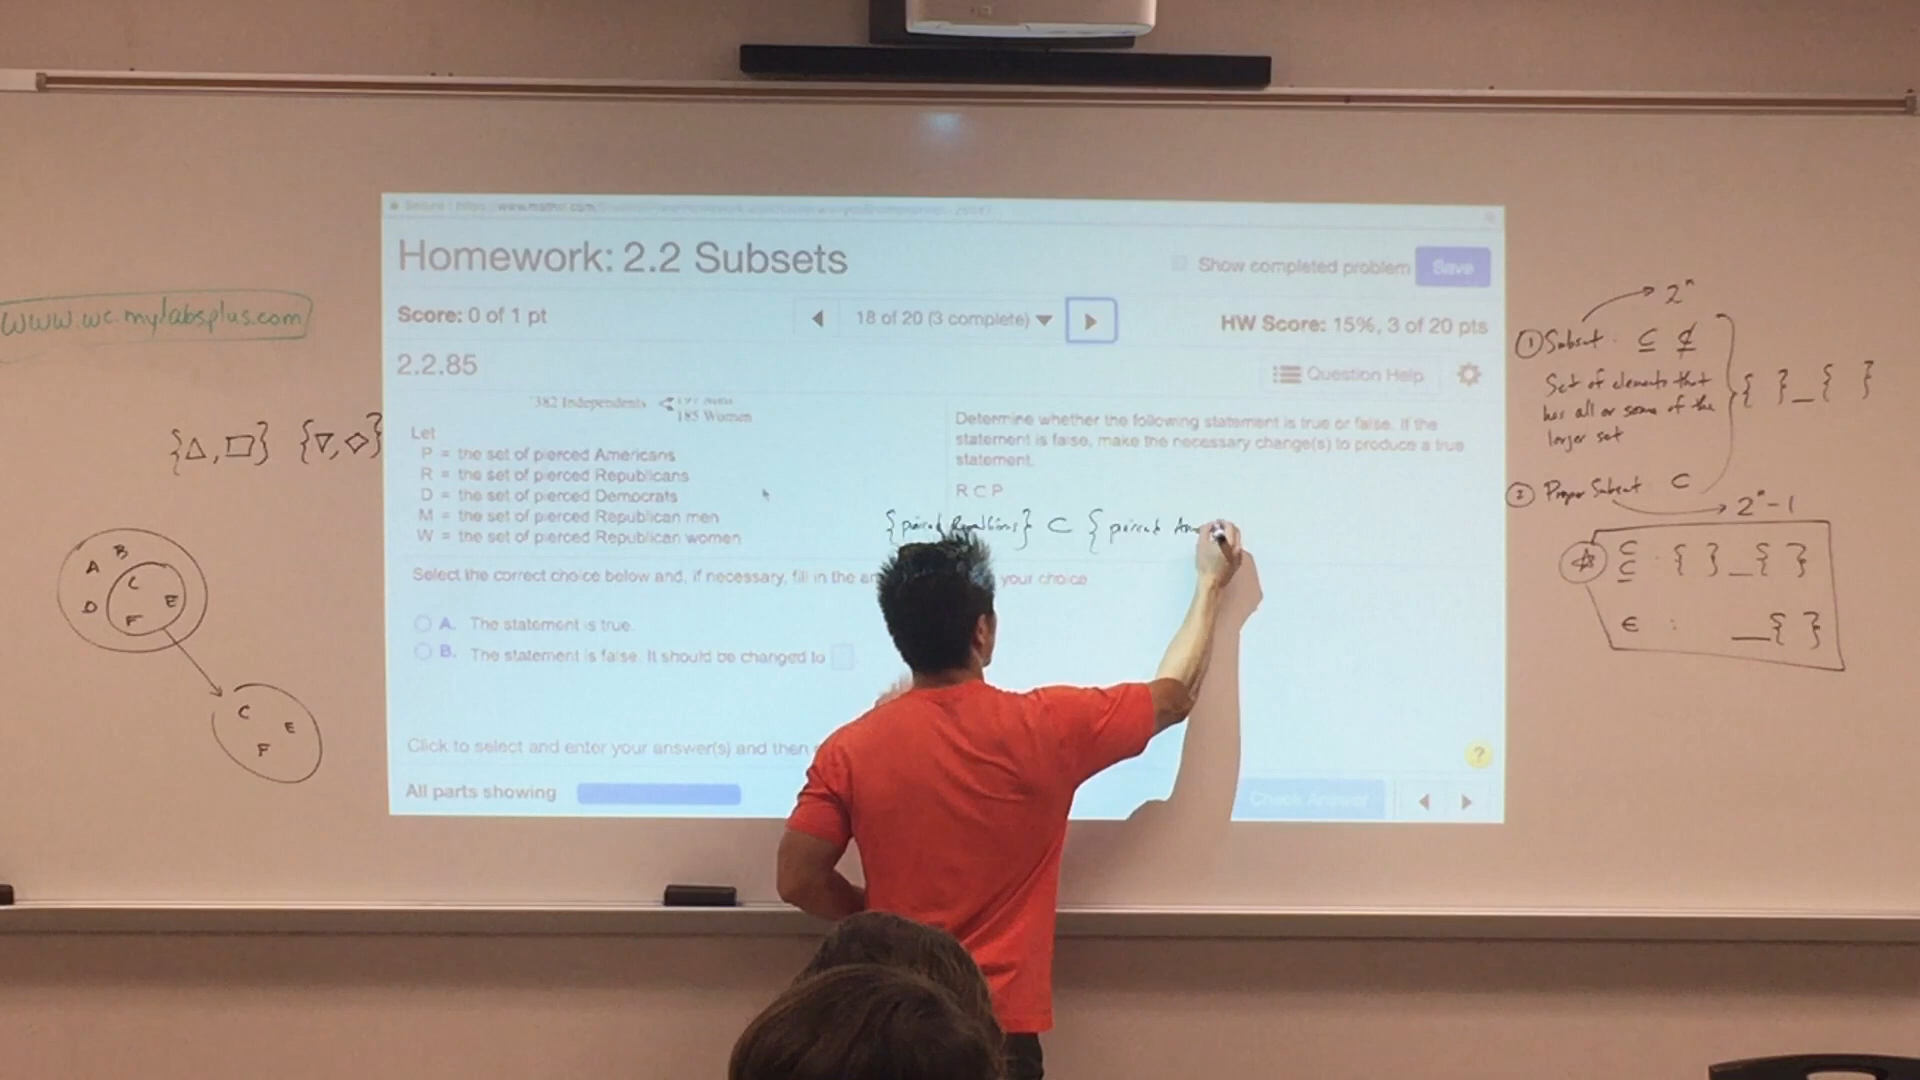 www.wc.mylabsplus.com
{△, □} {▽, ◇}
A B D C E F
C E F
Homework: 2.2 Subsets
Show completed problem
Save
Score: 0 of 1 pt
18 of 20 (3 complete)
HW Score: 15%, 3 of 20 pts
2.2.85
Question Help
382 Independents
185 Women
Let
P = the set of pierced Americans
R = the set of pierced Republicans
D = the set of pierced Democrats
M = the set of pierced Republican men
W = the set of pierced Republican women
Determine whether the following statement is true or false. If the
statement is false, make the necessary change(s) to produce a true
statement.
R ⊂ P
{pierced Republicans} ⊂ {pierced Am
Select the correct choice below and, if necessary, fill in the
your choice
A. The statement is true.
B. The statement is false. It should be changed to
Click to select and enter your answer(s) and then
All parts showing
Check Answer
?
2ⁿ
① Subset: ⊆ ⊈
Set of elements that
has all or some of the
larger set
{ } _ { }
② Proper Subset ⊂
2ⁿ-1
⊂
⊆ : { } _ { }
∈ : _ { }